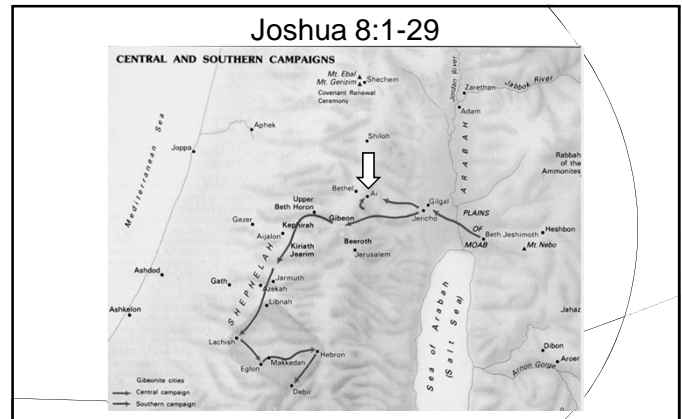 Joshua 8:1-29
CENTRAL AND SOUTHERN CAMPAIGNS
Mt. Ebal
Mt. Gerizim
Shechem
Covenant Renewal
Ceremony
Jordan River
Zarethan
Jabbok River
Adam
Mediterranean Sea
Aphek
Joppa
Shiloh
ARABAH
Rabbah
of the
Ammonites
Bethel
Ai
Gilgal
Jericho
Upper
Beth Horon
Gibeon
PLAINS
OF
MOAB
Beth Jeshimoth
Heshbon
Mt. Nebo
Gezer
Kephirah
Aijalon
Kiriath
Jearim
Beeroth
Jerusalem
Ashdod
Gath
SHEPHELAH
Jarmuth
Azekah
Libnah
Ashkelon
Sea of Arabah
(Salt Sea)
Jahaz
Lachish
Eglon
Makkedah
Hebron
Debir
Dibon
Aroer
Arnon Gorge
Gibeonite cities
Central campaign
Southern campaign